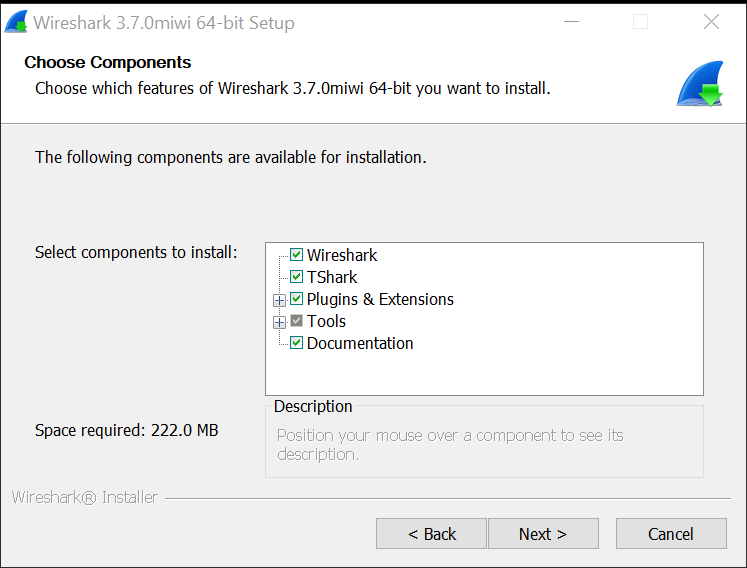 Wireshark 3.7.0miwi 64-bit Setup
Choose Components
Choose which features of Wireshark 3.7.0miwi 64-bit you want to install.
The following components are available for installation.
Select components to install:
Wireshark
TShark
Plugins & Extensions
Tools
Documentation
Space required: 222.0 MB
Description
Position your mouse over a component to see its
description.
Wireshark® Installer
< Back
Next >
Cancel